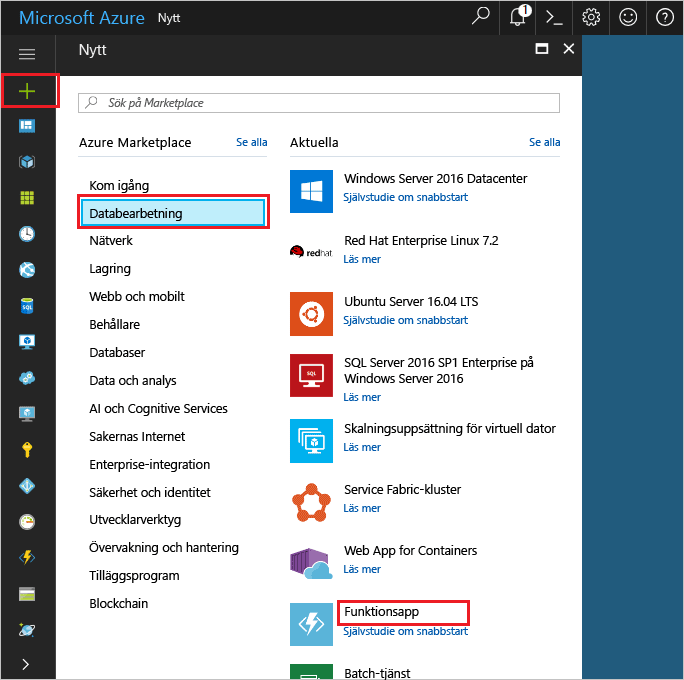 Microsoft Azure Nytt
1
Nytt
Sök på Marketplace
Azure Marketplace Se alla
Kom igång
Databearbetning
Nätverk
Lagring
Webb och mobilt
Behållare
Databaser
Data och analys
AI och Cognitive Services
Sakernas Internet
Enterprise-integration
Säkerhet och identitet
Utvecklarverktyg
Övervakning och hantering
Tilläggsprogram
Blockchain
Aktuella Se alla
Windows Server 2016 Datacenter
Självstudie om snabbstart
redhat
Red Hat Enterprise Linux 7.2
Läs mer
Ubuntu Server 16.04 LTS
Självstudie om snabbstart
SQL
SQL Server 2016 SP1 Enterprise på
Windows Server 2016
Läs mer
Skalningsuppsättning för virtuell dator
Läs mer
Service Fabric-kluster
Läs mer
Web App for Containers
Läs mer
Funktionsapp
Självstudie om snabbstart
Batch-tjänst
SQL